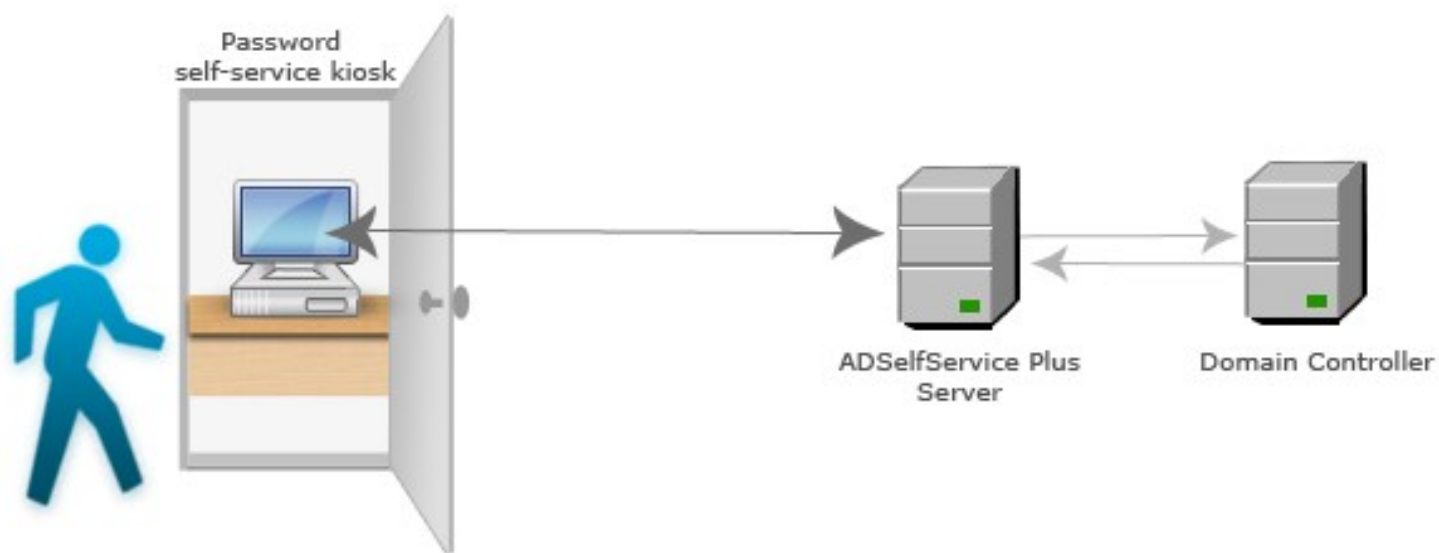 Password
self-service kiosk
ADSelfService Plus
Server
Domain Controller